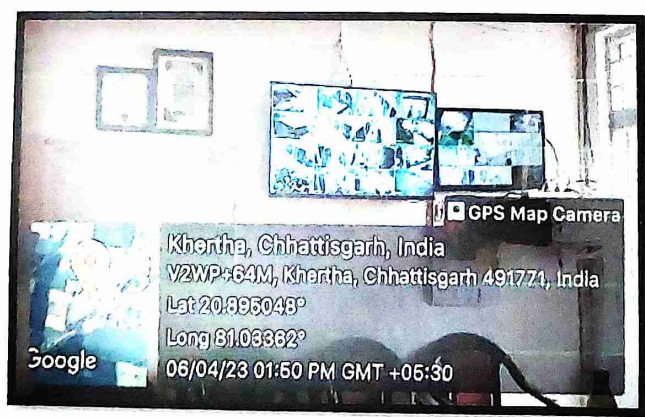 GPS Map Camera
Khertha, Chhattisgarh, India
V2WP+64M, Khertha, Chhattisgarh 491771, India
Lat 20.895048°
Long 81.03362°
06/04/23 01:50 PM GMT +05:30
Google